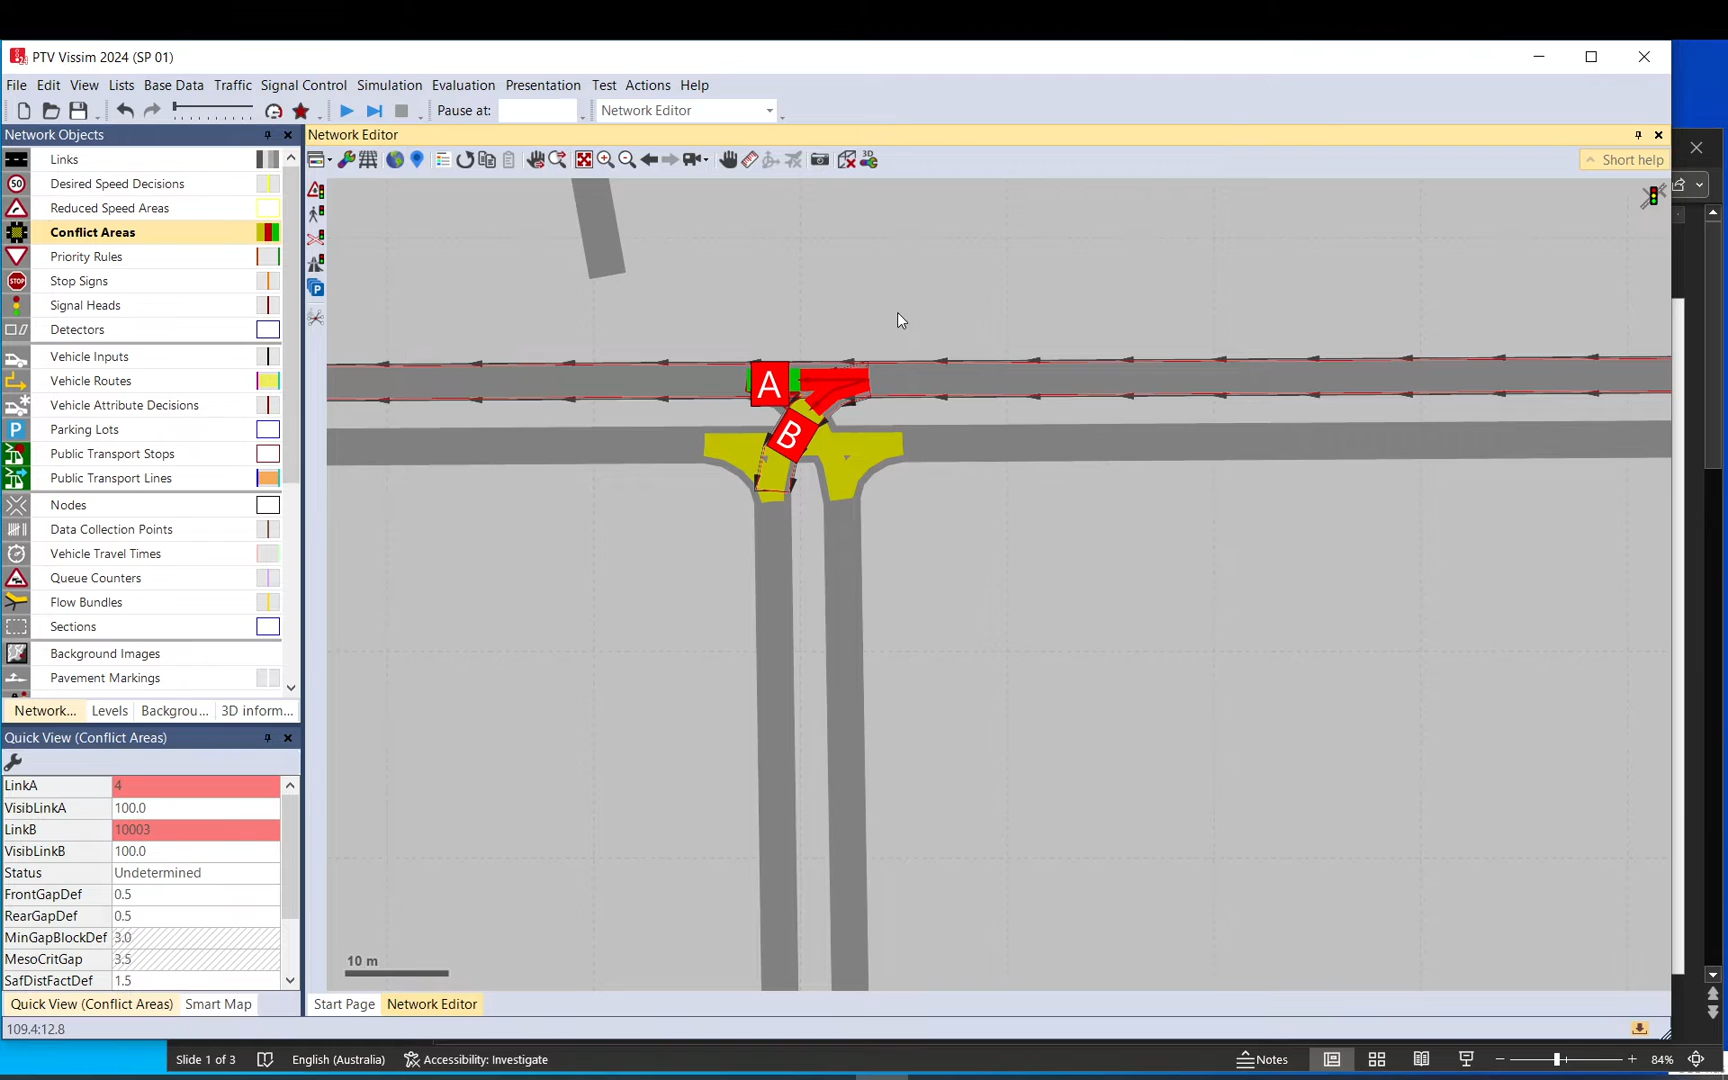 PTV Vissim 2024 (SP 01)
File Edit View Lists Base Data Traffic Signal Control Simulation Evaluation Presentation Test Actions Help
Pause at: Network Editor
Network Objects
Links
50 Desired Speed Decisions
Reduced Speed Areas
Conflict Areas
Priority Rules
STOP Stop Signs
Signal Heads
Detectors
Vehicle Inputs
Vehicle Routes
Vehicle Attribute Decisions
P Parking Lots
Public Transport Stops
Public Transport Lines
Nodes
Data Collection Points
Vehicle Travel Times
Queue Counters
Flow Bundles
Sections
Background Images
Pavement Markings
Network... Levels Backgrou... 3D inform...
Quick View (Conflict Areas)
LinkA 4
VisibLinkA 100.0
LinkB 10003
VisibLinkB 100.0
Status Undetermined
FrontGapDef 0.5
RearGapDef 0.5
MinGapBlockDef 3.0
MesoCritGap 3.5
SafDistFactDef 1.5
Quick View (Conflict Areas) Smart Map
Network Editor
3D
Short help
P
A
B
10 m
Start Page Network Editor
109.4:12.8
Slide 1 of 3 English (Australia) Accessibility: Investigate Notes 84%